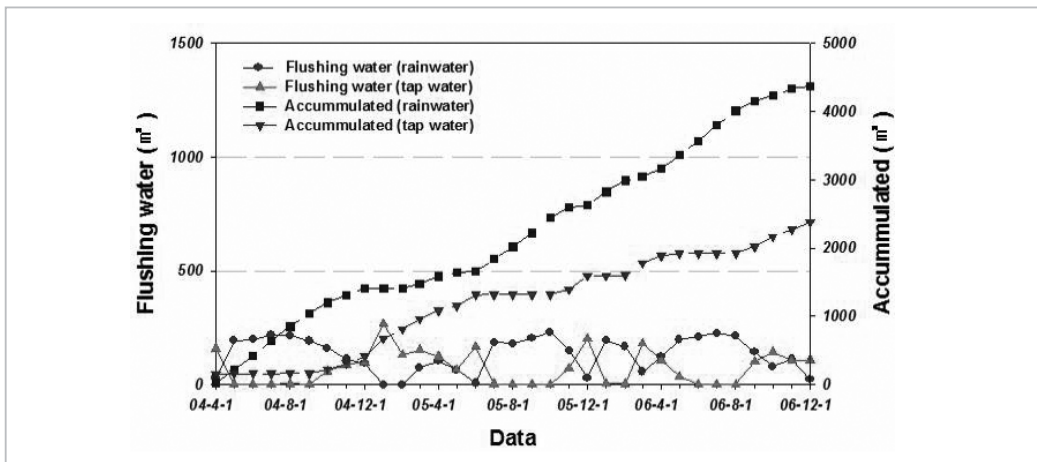 1500
1000
500
0
Flushing water ( ㎥ )
Flushing water (rainwater)
Flushing water (tap water)
Accummulated (rainwater)
Accummulated (tap water)
5000
4000
3000
2000
1000
0
Accummulated ( ㎥ )
04-4-1 04-8-1 04-12-1 05-4-1 05-8-1 05-12-1 06-4-1 06-8-1 06-12-1
Data